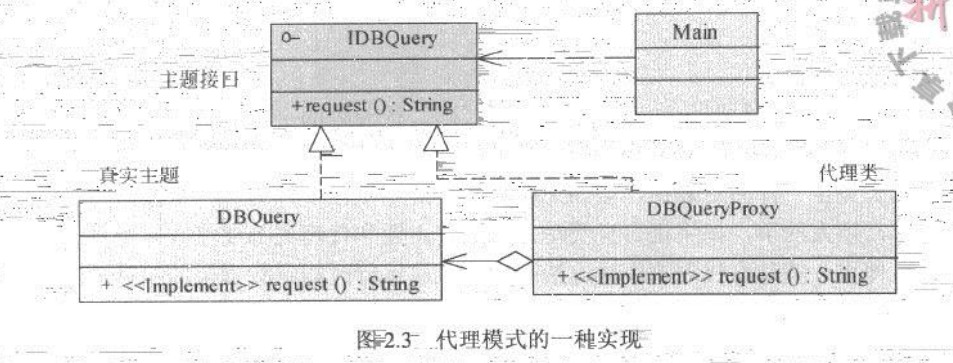 IDBQuery
Main
主题接口
+request () : String
真实主题
代理类
DBQuery
DBQueryProxy
+ <<Implement>> request () : String
+ <<Implement>> request () : String
图 2.3 代理模式的一种实现